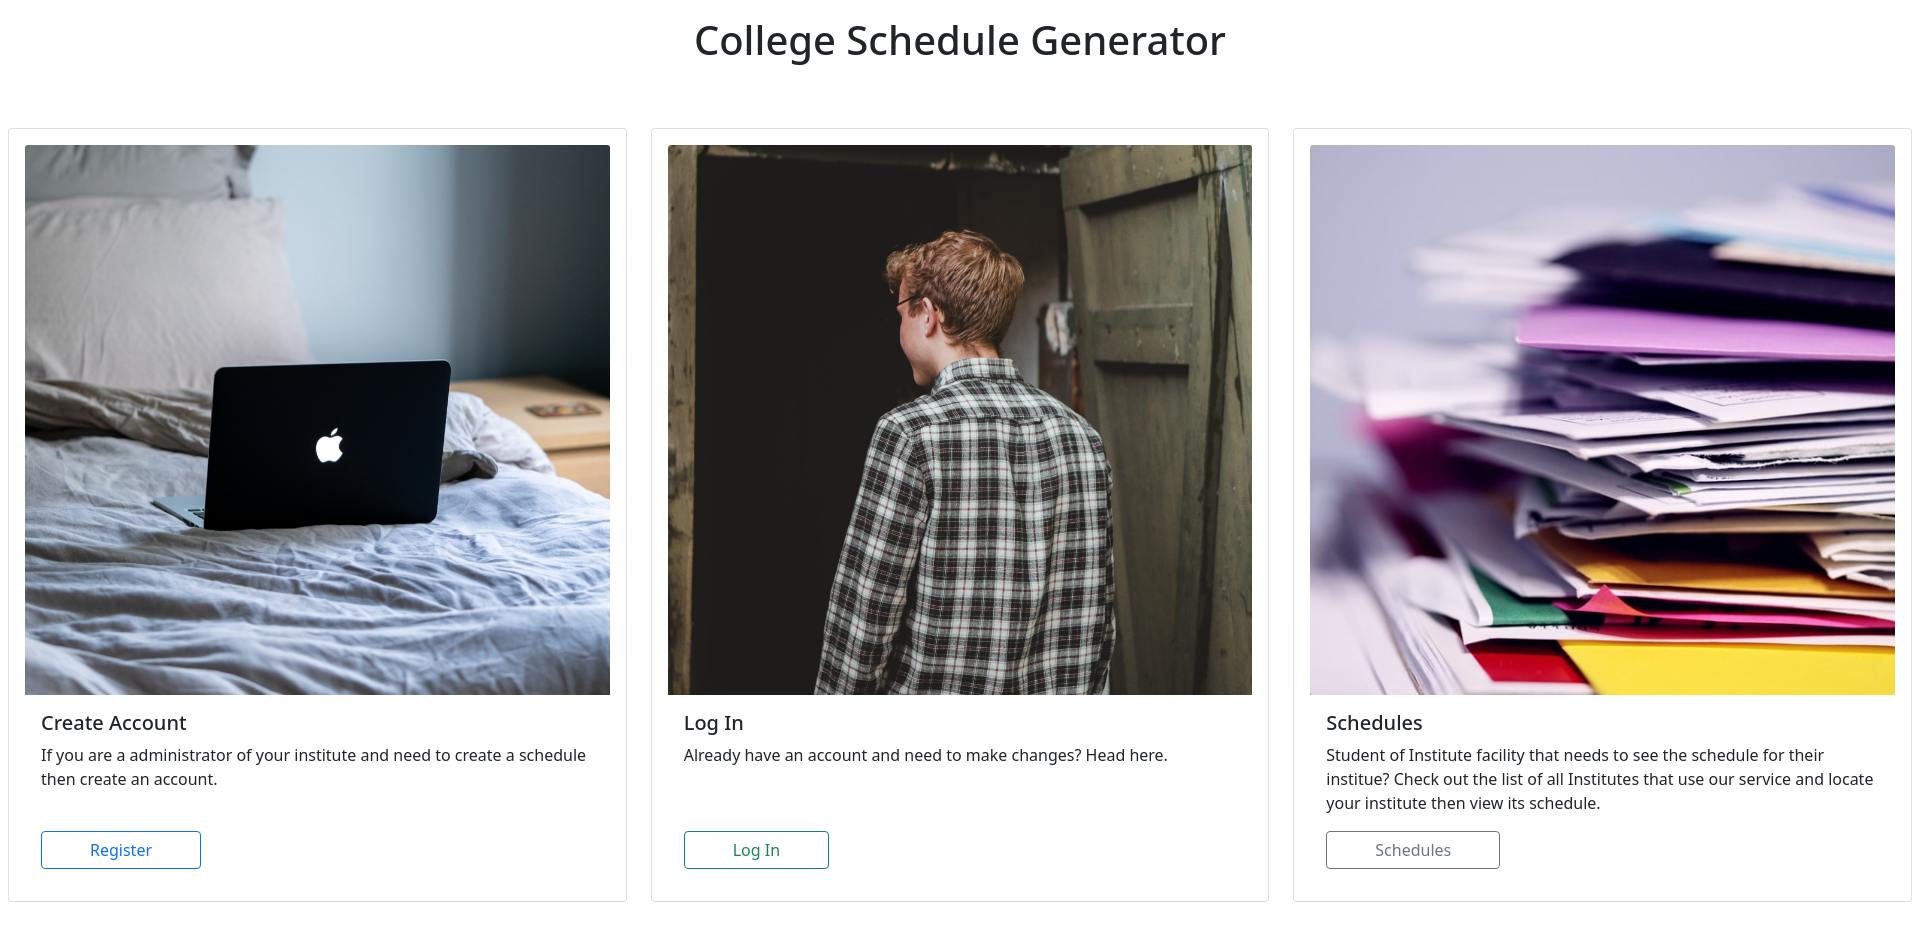 College Schedule Generator
Create Account
If you are a administrator of your institute and need to create a schedule
then create an account.
Register
Log In
Already have an account and need to make changes? Head here.
Log In
Schedules
Student of Institute facility that needs to see the schedule for their
institue? Check out the list of all Institutes that use our service and locate
your institute then view its schedule.
Schedules